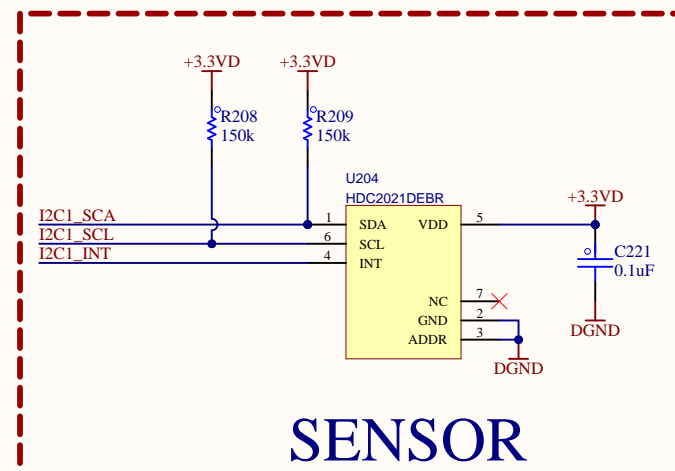 +3.3VD
+3.3VD
R208
150k
R209
150k
U204
HDC2021DEBR
+3.3VD
I2C1_SCA
1
SDA
VDD
5
I2C1_SCL
6
SCL
I2C1_INT
4
INT
C221
0.1uF
NC
7
GND
2
ADDR
3
DGND
DGND
SENSOR